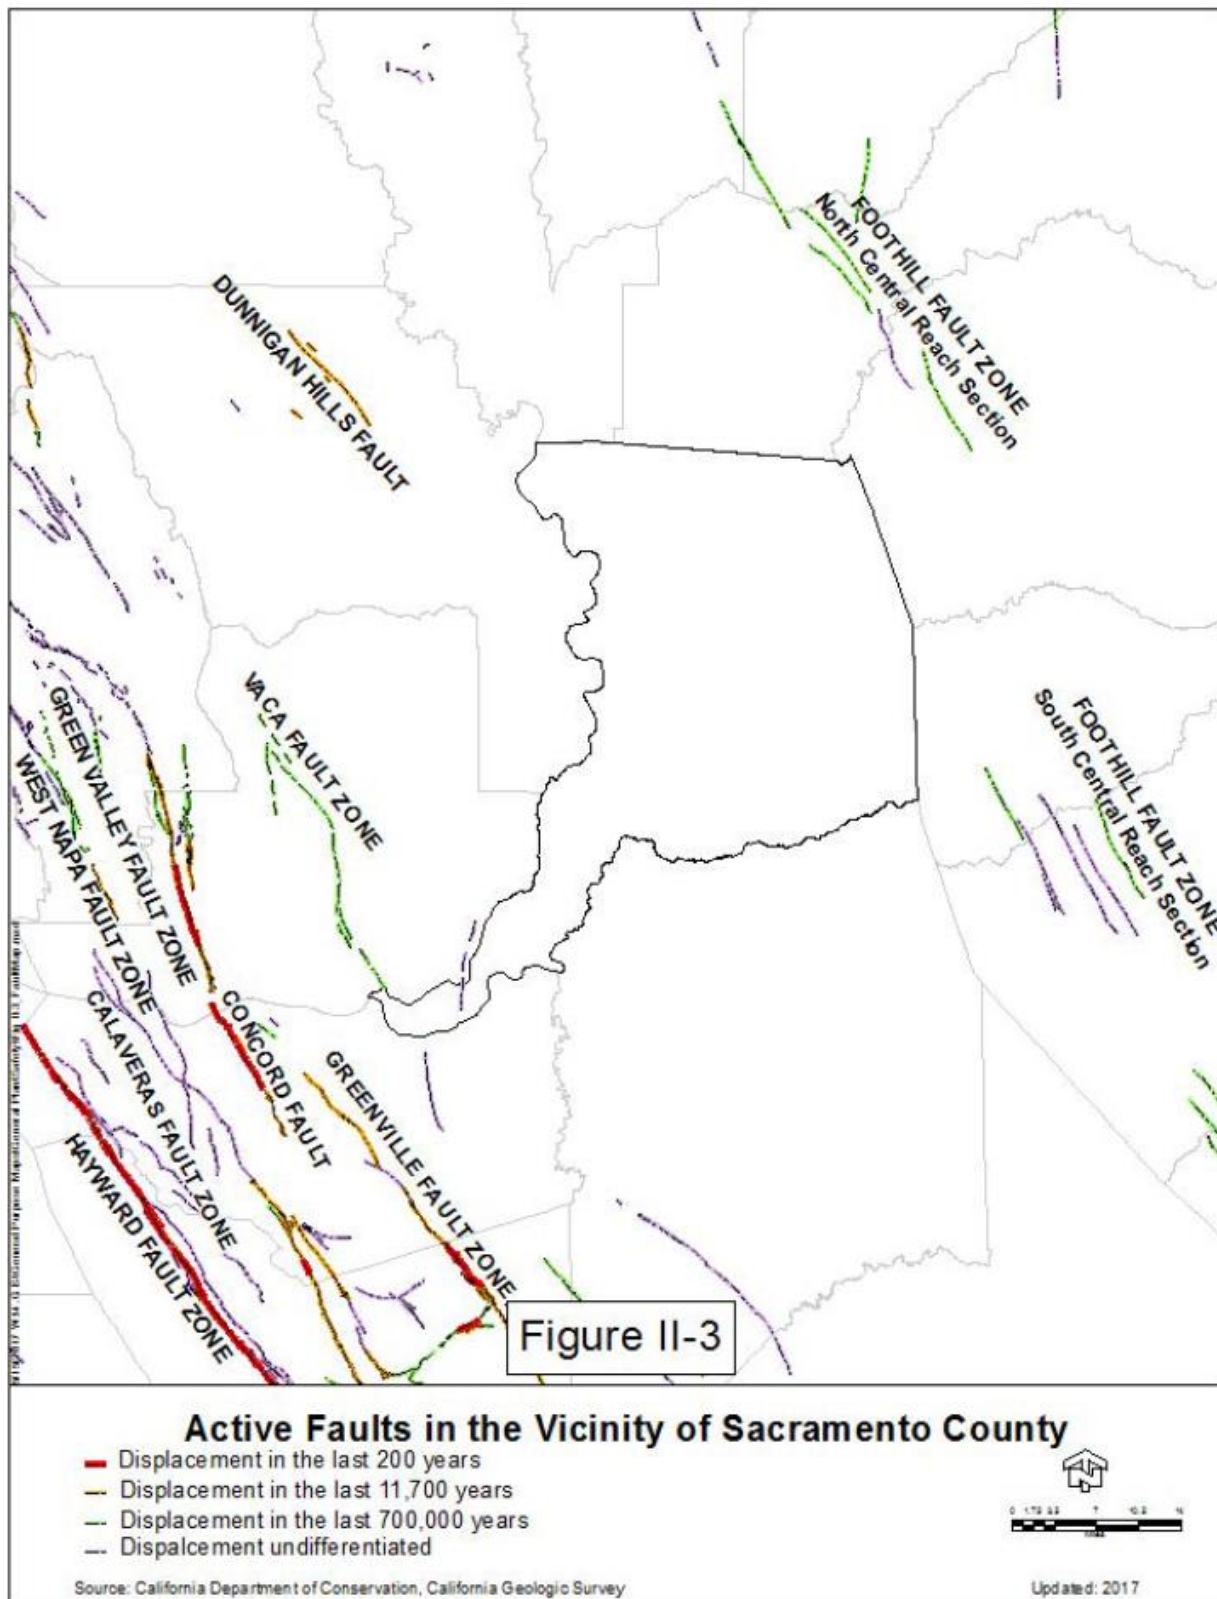 FOOTHILL FAULT ZONE
North Central Reach Section
DUNNIGAN HILLS FAULT
VACA FAULT ZONE
GREEN VALLEY FAULT ZONE
WEST NAPA FAULT ZONE
FOOTHILL FAULT ZONE
South Central Reach Section
CONCORD FAULT
CALAVERAS FAULT ZONE
GREENVILLE FAULT ZONE
HAYWARD FAULT ZONE
Figure II-3
Active Faults in the Vicinity of Sacramento County
Displacement in the last 200 years
Displacement in the last 11,700 years
Displacement in the last 700,000 years
Dispalcement undifferentiated
N
0
7
Source: California Department of Conservation, California Geologic Survey
Updated: 2017